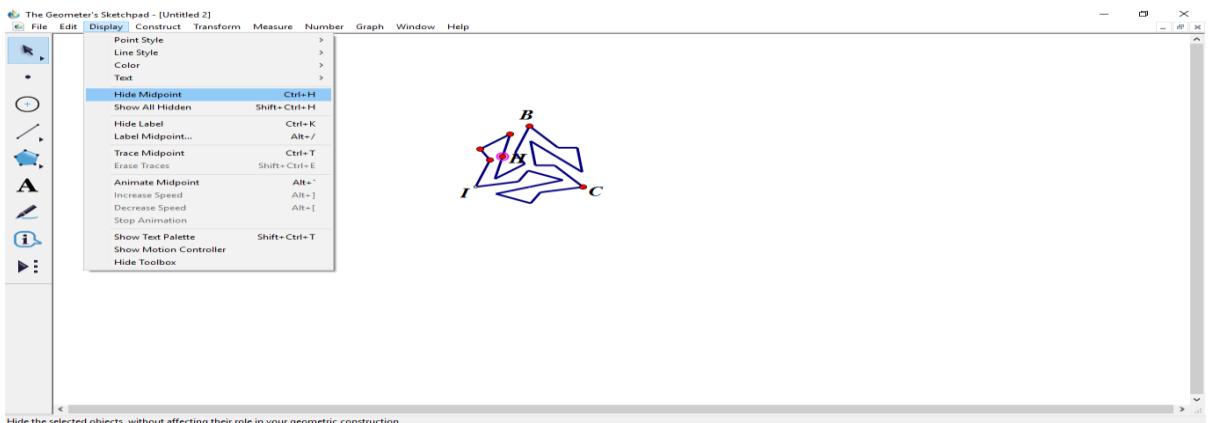 The Geometer's Sketchpad - [Untitled 2]
File Edit Display Construct Transform Measure Number Graph Window Help
Point Style
Line Style
Color
Text
Hide Midpoint Ctrl+H
Show All Hidden Shift+Ctrl+H
Hide Label Ctrl+K
Label Midpoint... Alt+/
Trace Midpoint Ctrl+T
Erase Traces Shift+Ctrl+E
Animate Midpoint Alt+`
Increase Speed Alt+]
Decrease Speed Alt+[
Stop Animation
Show Text Palette Shift+Ctrl+T
Show Motion Controller
Hide Toolbox
A
B
H
I
C
Hide the selected objects, without affecting their role in your geometric construction.